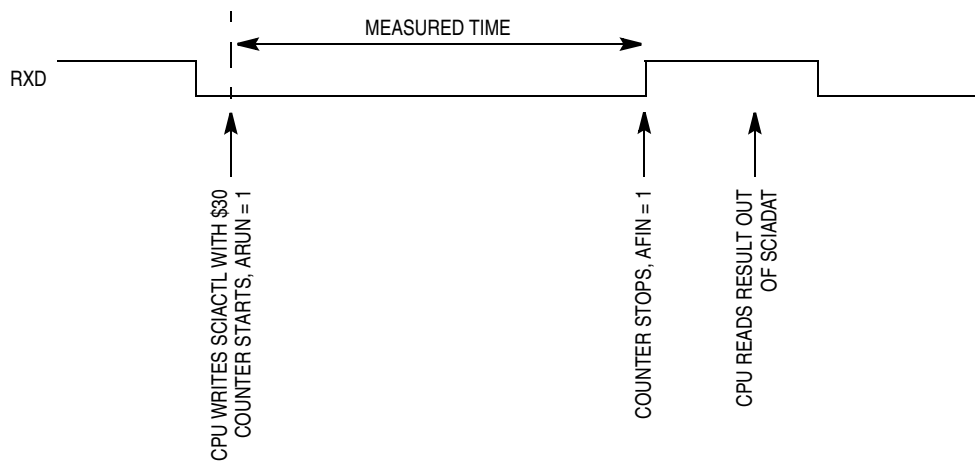 MEASURED TIME
RXD
CPU WRITES SCIACTL WITH $30
COUNTER STARTS, ARUN = 1
COUNTER STOPS, AFIN = 1
CPU READS RESULT OUT
OF SCIADAT